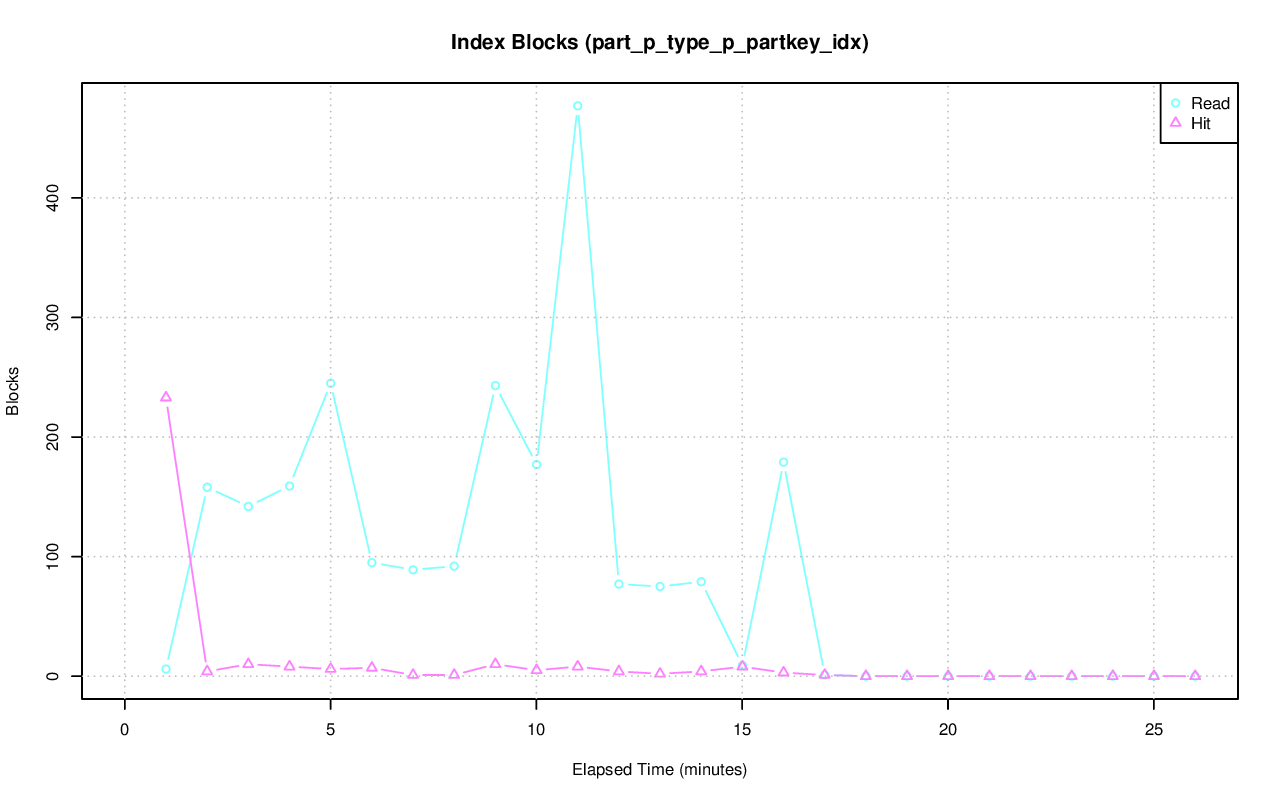 Index Blocks (part_p_type_p_partkey_idx)
Read
Hit
Blocks
400
300
200
100
0
0 5 10 15 20 25
Elapsed Time (minutes)